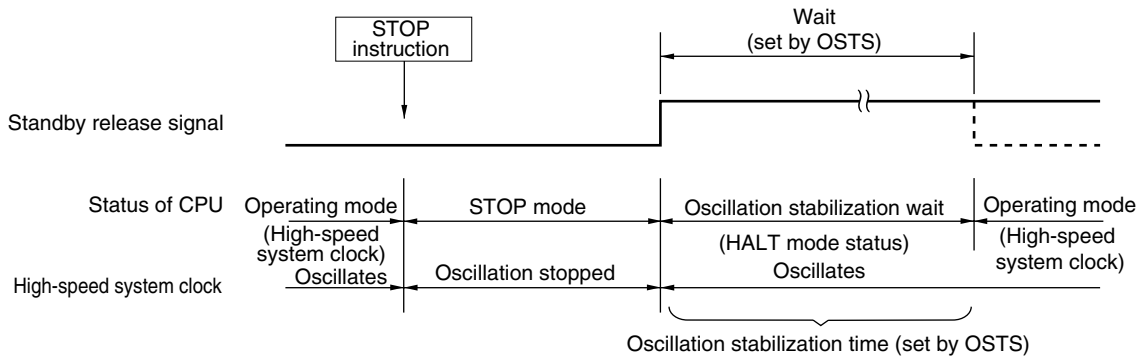 STOP
instruction
Wait
(set by OSTS)
Standby release signal
Status of CPU
Operating mode
(High-speed
system clock)
STOP mode
Oscillation stabilization wait
(HALT mode status)
Operating mode
(High-speed
system clock)
High-speed system clock
Oscillates
Oscillation stopped
Oscillates
Oscillation stabilization time (set by OSTS)